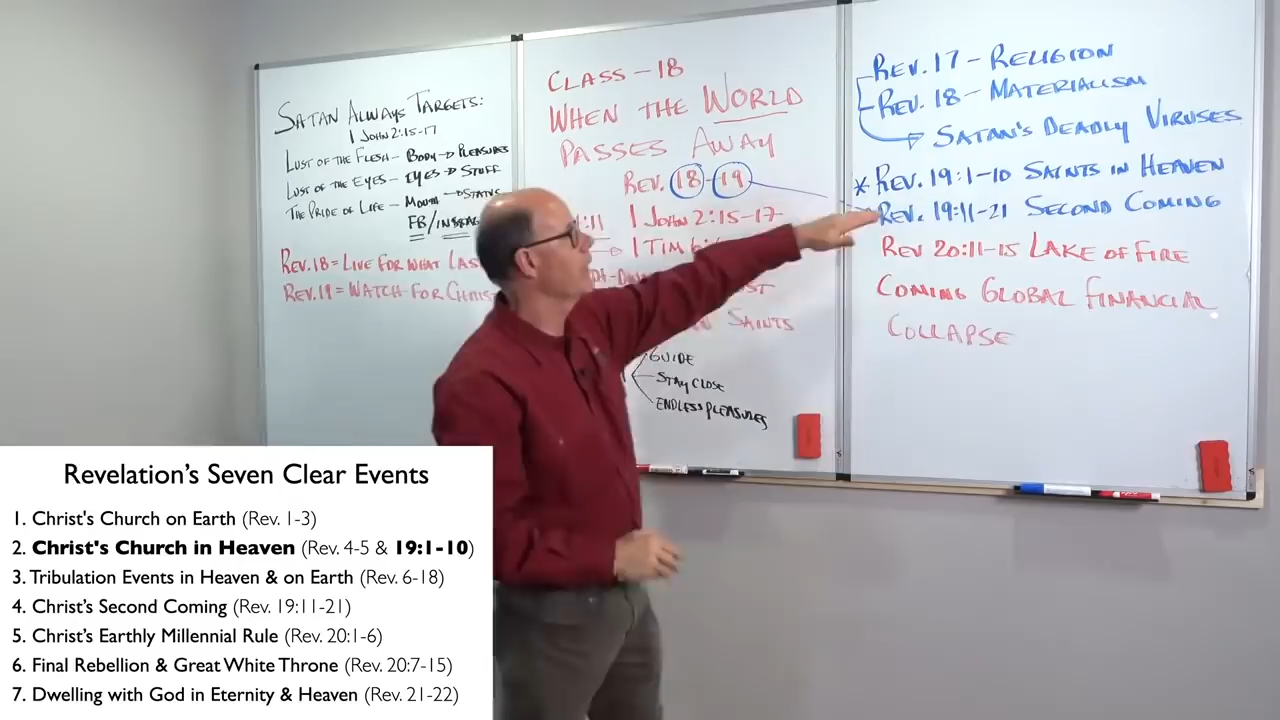 SATAN ALWAYS TARGETS:
1 JOHN 2:15-17
LUST OF THE FLESH - BODY → PLEASURES
LUST OF THE EYES - EYES → STUFF
THE PRIDE OF LIFE - MOUTH → STATUS
FB/INSTAG
REV. 18 = LIVE FOR WHAT LAS
REV. 19 = WATCH FOR CHRIS
CLASS - 18
WHEN THE WORLD
PASSES AWAY
REV. 18-19
:11 1 JOHN 2:15-17
1 TIM 6:
SAINTS
GUIDE
STAY CLOSE
ENDLESS PLEASURES
REV. 17 - RELIGION
REV. 18 - MATERIALISM
SATAN'S DEADLY VIRUSES
* REV. 19:1-10 SAINTS IN HEAVEN
REV. 19:11-21 SECOND COMING
REV 20:11-15 LAKE OF FIRE
COMING GLOBAL FINANCIAL
COLLAPSE
Revelation's Seven Clear Events
1. Christ's Church on Earth (Rev. 1-3)
2. Christ's Church in Heaven (Rev. 4-5 & 19:1-10)
3. Tribulation Events in Heaven & on Earth (Rev. 6-18)
4. Christ's Second Coming (Rev. 19:11-21)
5. Christ's Earthly Millennial Rule (Rev. 20:1-6)
6. Final Rebellion & Great White Throne (Rev. 20:7-15)
7. Dwelling with God in Eternity & Heaven (Rev. 21-22)